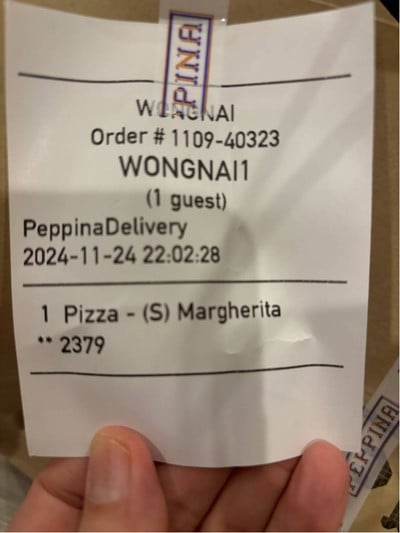 PINA
WONGNAI
Order # 1109-40323
WONGNAI1
(1 guest)
PeppinaDelivery
2024-11-24 22:02:28
1 Pizza - (S) Margherita
** 2379
PEPPINA